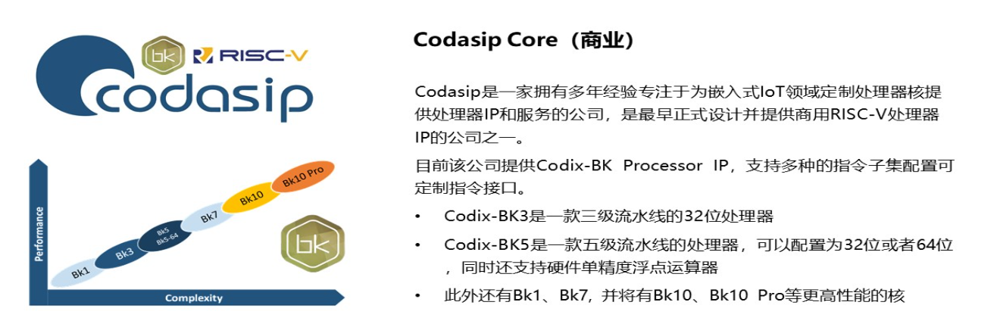 bk RISC-V
codasip
Performance
Bk1
Bk3
Bk5
Bk5-64
Bk7
Bk10
Bk10 Pro
bk
Complexity
Codasip Core（商业）
Codasip是一家拥有多年经验专注于为嵌入式IoT领域定制处理器核提
供处理器IP和服务的公司，是最早正式设计并提供商用RISC-V处理器
IP的公司之一。
目前该公司提供Codix-BK Processor IP，支持多种的指令子集配置可
定制指令接口。
• Codix-BK3是一款三级流水线的32位处理器
• Codix-BK5是一款五级流水线的处理器，可以配置为32位或者64位
，同时还支持硬件单精度浮点运算器
• 此外还有Bk1、Bk7, 并将有Bk10、Bk10 Pro等更高性能的核